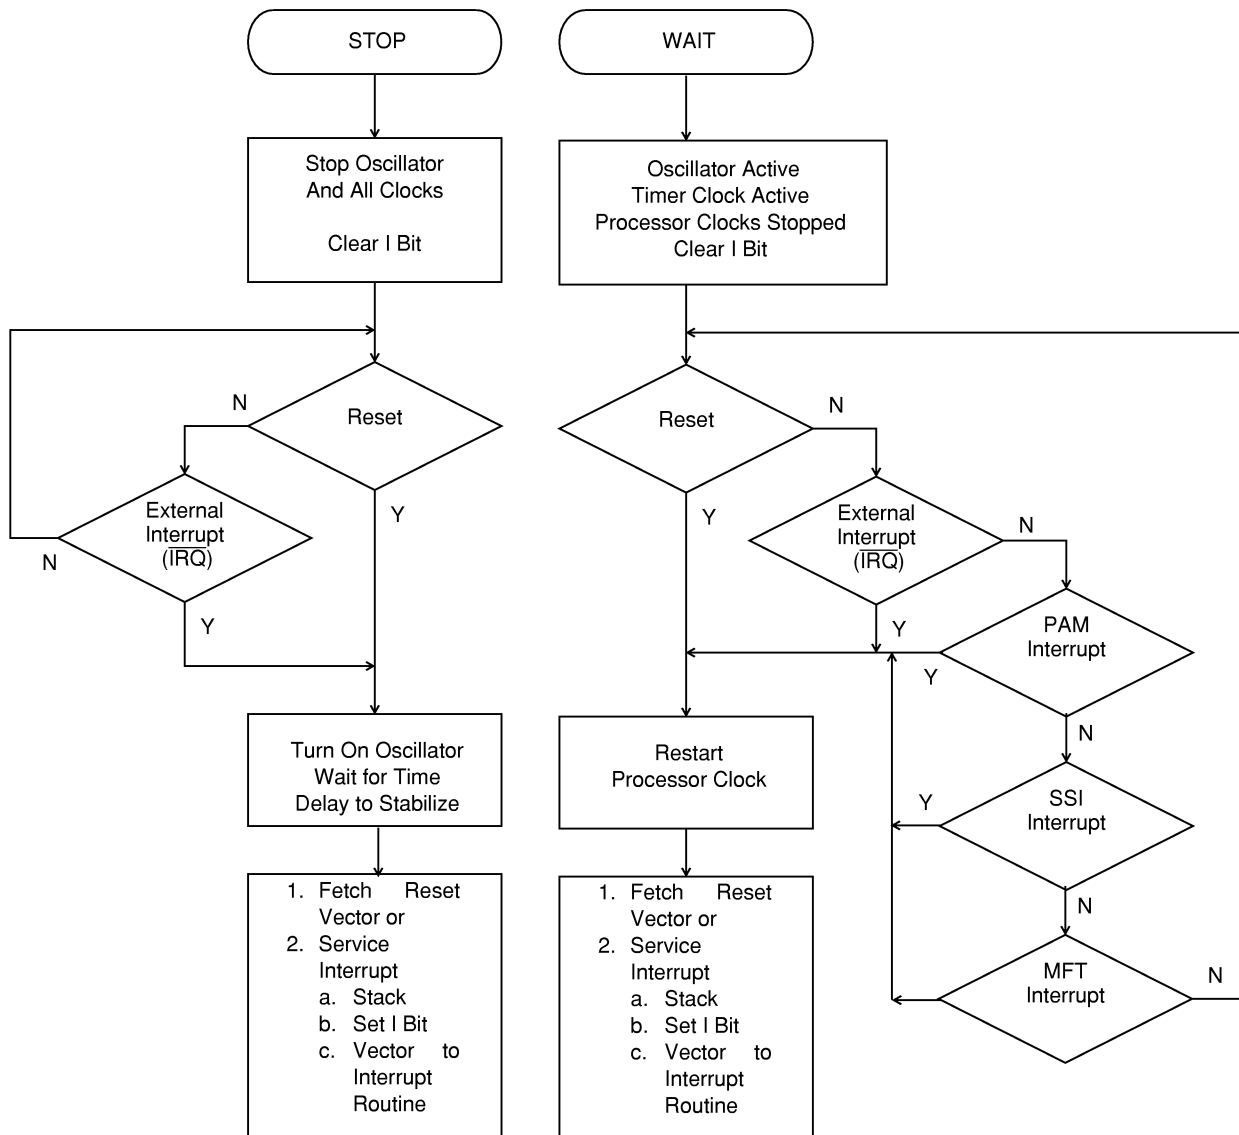 STOP
Stop Oscillator
And All Clocks
Clear I Bit
Reset
N
Y
External
Interrupt
(I̅R̅Q̅)
N
Y
Turn On Oscillator
Wait for Time
Delay to Stabilize
1. Fetch Reset
Vector or
2. Service
Interrupt
a. Stack
b. Set I Bit
c. Vector to
Interrupt
Routine
WAIT
Oscillator Active
Timer Clock Active
Processor Clocks Stopped
Clear I Bit
Reset
N
Y
External
Interrupt
(I̅R̅Q̅)
N
Y
PAM
Interrupt
Y
N
SSI
Interrupt
Y
N
MFT
Interrupt
N
Restart
Processor Clock
1. Fetch Reset
Vector or
2. Service
Interrupt
a. Stack
b. Set I Bit
c. Vector to
Interrupt
Routine